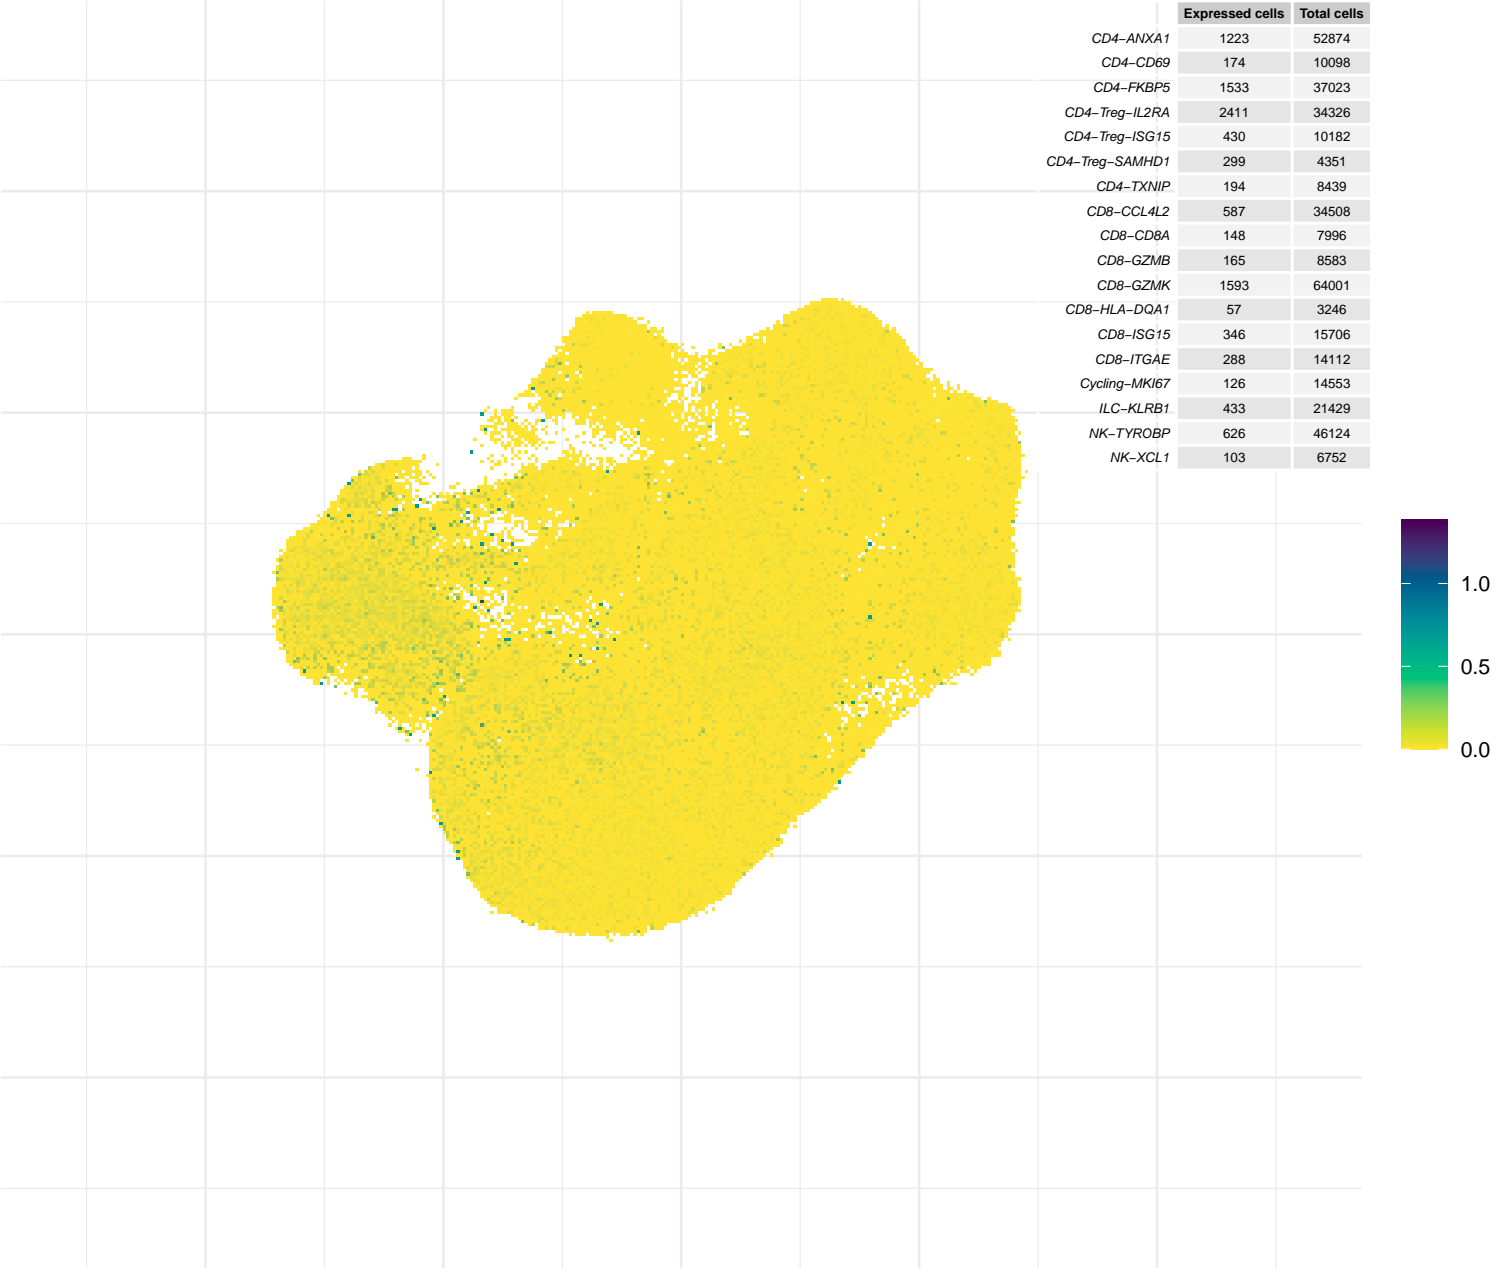 Expressed cells Total cells
CD4−ANXA1 1223 52874
CD4−CD69 174 10098
CD4−FKBP5 1533 37023
CD4−Treg−IL2RA 2411 34326
CD4−Treg−ISG15 430 10182
CD4−Treg−SAMHD1 299 4351
CD4−TXNIP 194 8439
CD8−CCL4L2 587 34508
CD8−CD8A 148 7996
CD8−GZMB 165 8583
CD8−GZMK 1593 64001
CD8−HLA−DQA1 57 3246
CD8−ISG15 346 15706
CD8−ITGAE 288 14112
Cycling−MKI67 126 14553
ILC−KLRB1 433 21429
NK−TYROBP 626 46124
NK−XCL1 103 6752
1.0
0.5
0.0